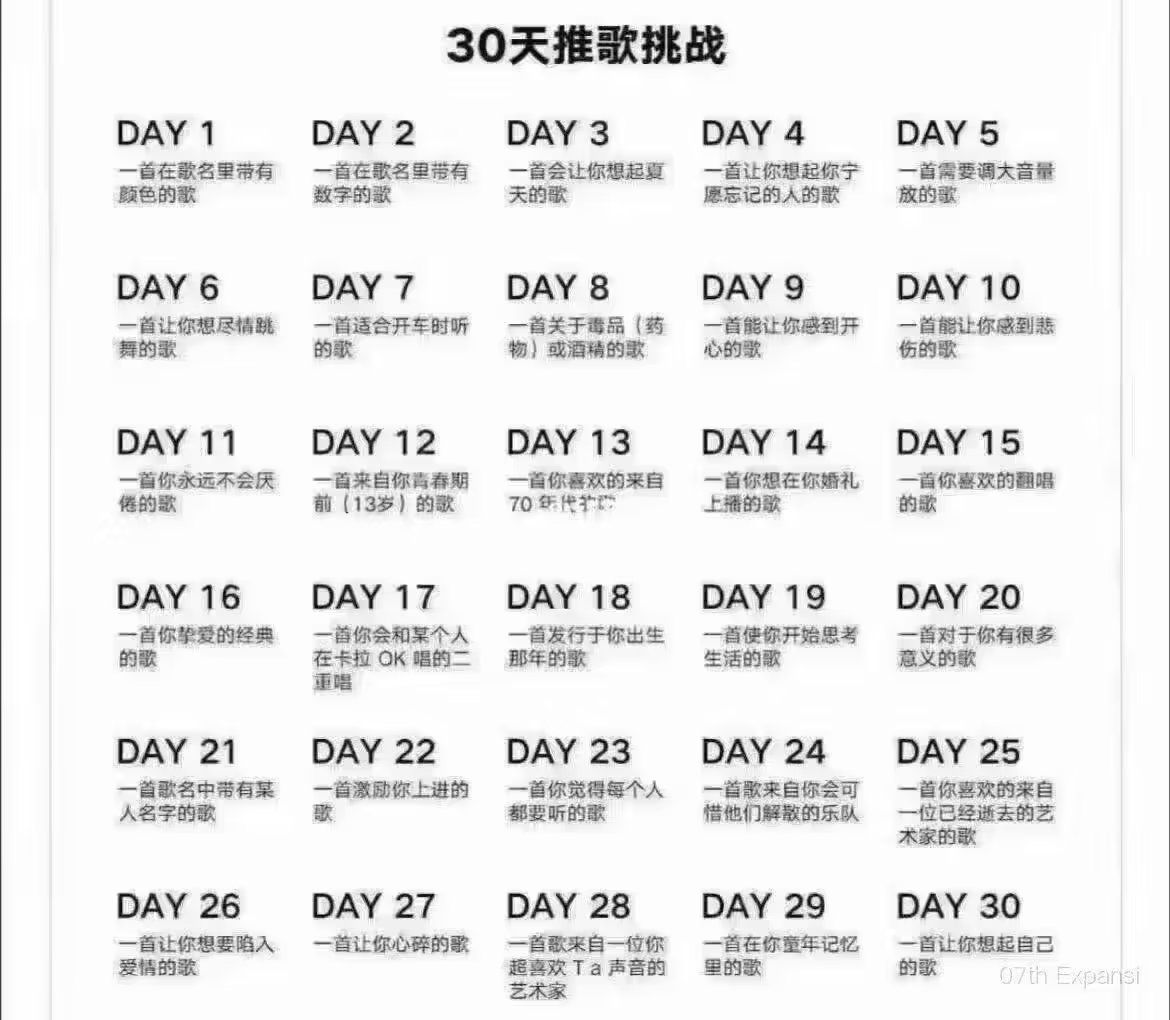 30天推歌挑战
DAY 1
一首在歌名里带有
颜色的歌
DAY 2
一首在歌名里带有
数字的歌
DAY 3
一首会让你想起夏
天的歌
DAY 4
一首让你想起你宁
愿忘记的人的歌
DAY 5
一首需要调大音量
放的歌
DAY 6
一首让你想尽情跳
舞的歌
DAY 7
一首适合开车时听
的歌
DAY 8
一首关于毒品（药
物）或酒精的歌
DAY 9
一首能让你感到开
心的歌
DAY 10
一首能让你感到悲
伤的歌
DAY 11
一首你永远不会厌
倦的歌
DAY 12
一首来自你青春期
前（13岁）的歌
DAY 13
一首你喜欢的来自
70 年代的歌
DAY 14
一首你想在你婚礼
上播的歌
DAY 15
一首你喜欢的翻唱
的歌
DAY 16
一首你挚爱的经典
的歌
DAY 17
一首你会和某个人
在卡拉 OK 唱的二
重唱
DAY 18
一首发行于你出生
那年的歌
DAY 19
一首使你开始思考
生活的歌
DAY 20
一首对于你有很多
意义的歌
DAY 21
一首歌名中带有某
人名字的歌
DAY 22
一首激励你上进的
歌
DAY 23
一首你觉得每个人
都要听的歌
DAY 24
一首歌来自你会可
惜他们解散的乐队
DAY 25
一首你喜欢的来自
一位已经逝去的艺
术家的歌
DAY 26
一首让你想要陷入
爱情的歌
DAY 27
一首让你心碎的歌
DAY 28
一首歌来自一位你
超喜欢 Ta 声音的
艺术家
DAY 29
一首在你童年记忆
里的歌
DAY 30
一首让你想起自己
的歌
07th Expansi